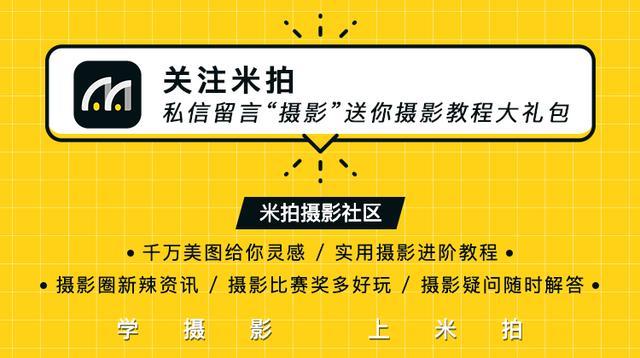 关注米拍
私信留言“摄影”送你摄影教程大礼包
米拍摄影社区
• 千万美图给你灵感 / 实用摄影进阶教程 •
• 摄影圈新辣资讯 / 摄影比赛奖多好玩 / 摄影疑问随时解答 •
学 摄 影 上 米 拍